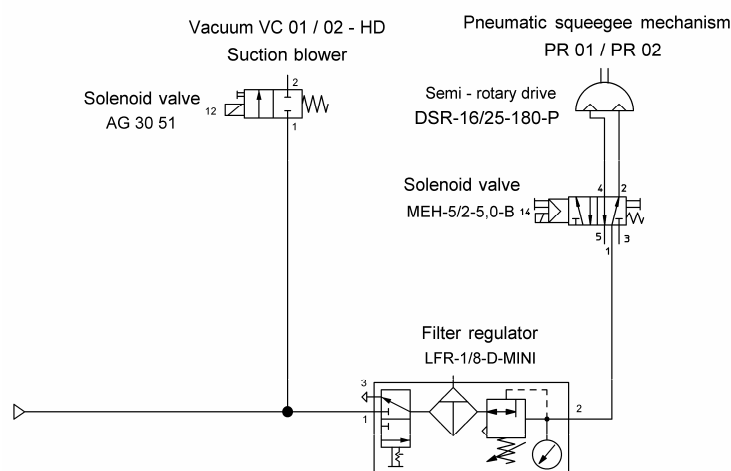 Vacuum VC 01 / 02 - HD
Suction blower
Pneumatic squeegee mechanism
PR 01 / PR 02
Solenoid valve
AG 30 51
12
2
1
Semi - rotary drive
DSR-16/25-180-P
Solenoid valve
MEH-5/2-5,0-B
14
4
2
5
3
1
Filter regulator
LFR-1/8-D-MINI
3
1
2